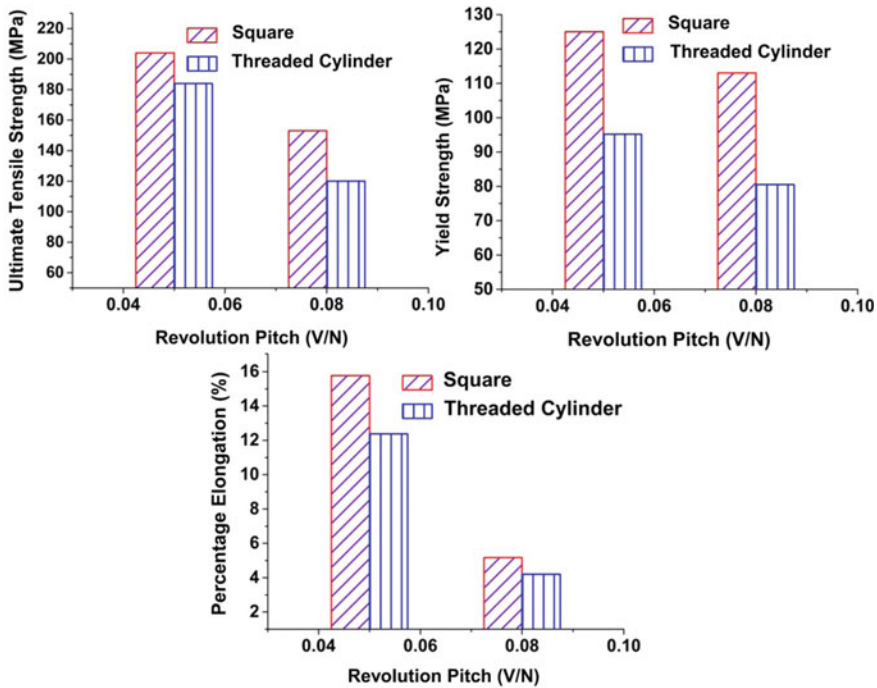 Ultimate Tensile Strength (MPa)
220
200
180
160
140
120
100
80
60
Square
Threaded Cylinder
0.04 0.06 0.08 0.10
Revolution Pitch (V/N)
Yield Strength (MPa)
130
120
110
100
90
80
70
60
50
Square
Threaded Cylinder
0.04 0.06 0.08 0.10
Revolution Pitch (V/N)
Percentage Elongation (%)
16
14
12
10
8
6
4
2
Square
Threaded Cylinder
0.04 0.06 0.08 0.10
Revolution Pitch (V/N)